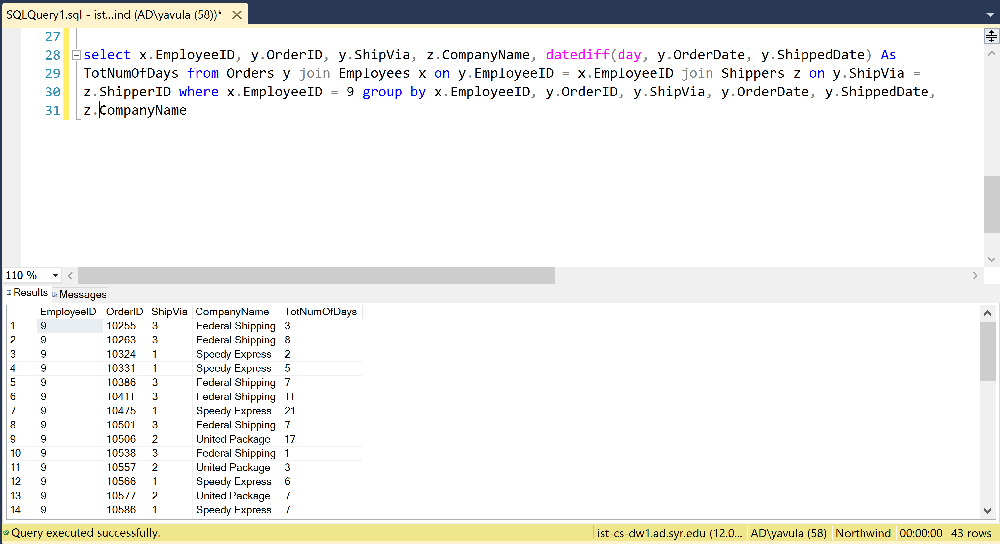 SQLQuery1.sql - ist...ind (AD\yavula (58))*
27
28 select x.EmployeeID, y.OrderID, y.ShipVia, z.CompanyName, datediff(day, y.OrderDate, y.ShippedDate) As
29 TotNumOfDays from Orders y join Employees x on y.EmployeeID = x.EmployeeID join Shippers z on y.ShipVia =
30 z.ShipperID where x.EmployeeID = 9 group by x.EmployeeID, y.OrderID, y.ShipVia, y.OrderDate, y.ShippedDate,
31 z.CompanyName
110 %
Results Messages
EmployeeID OrderID ShipVia CompanyName TotNumOfDays
1 9 10255 3 Federal Shipping 3
2 9 10263 3 Federal Shipping 8
3 9 10324 1 Speedy Express 2
4 9 10331 1 Speedy Express 5
5 9 10386 3 Federal Shipping 7
6 9 10411 3 Federal Shipping 11
7 9 10475 1 Speedy Express 21
8 9 10501 3 Federal Shipping 7
9 9 10506 2 United Package 17
10 9 10538 3 Federal Shipping 1
11 9 10557 2 United Package 3
12 9 10566 1 Speedy Express 6
13 9 10577 2 United Package 7
14 9 10586 1 Speedy Express 7
Query executed successfully. ist-cs-dw1.ad.syr.edu (12.0... AD\yavula (58) Northwind 00:00:00 43 rows